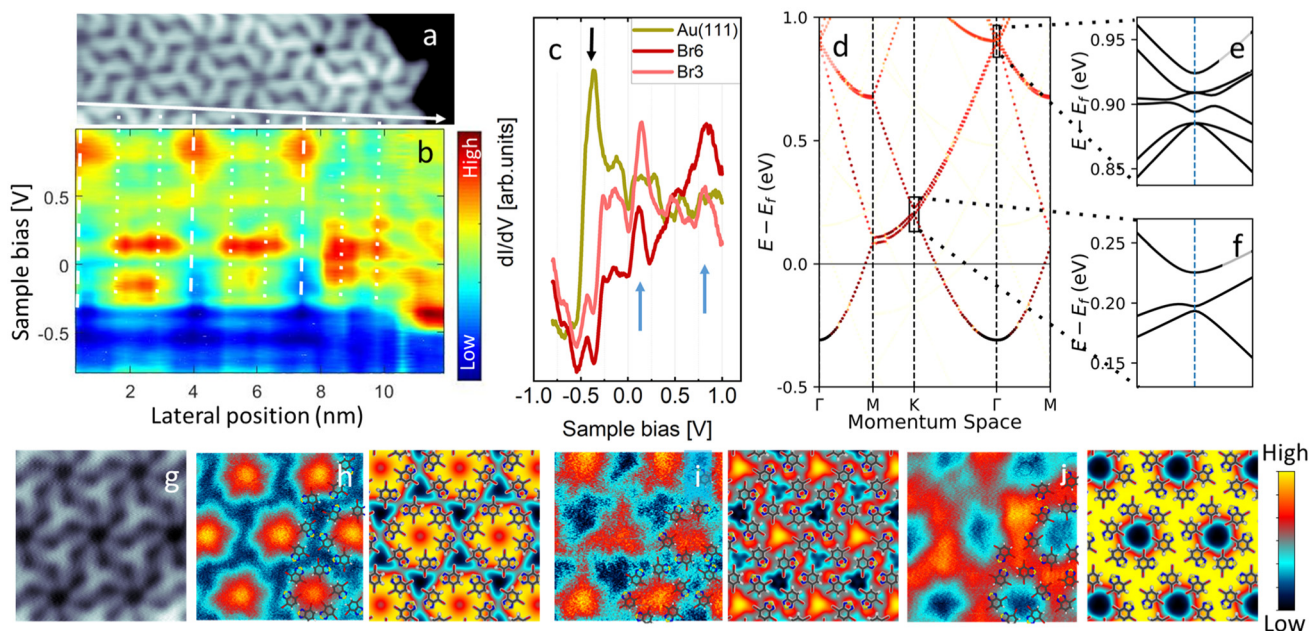 a
b
High
Low
0.5
0
-0.5
2 4 6 8 10
Sample bias [V]
Lateral position (nm)
c
Au(111)
Br6
Br3
dI/dV [arb.units]
-1.0 -0.5 0.0 0.5 1.0
Sample bias [V]
d
1.0
0.5
0.0
-0.5
E − E_f (eV)
Γ M K Γ M
Momentum Space
e
0.95
0.90
0.85
E − E_f (eV)
f
0.25
0.20
0.15
E − E_f (eV)
g
h
i
j
High
Low